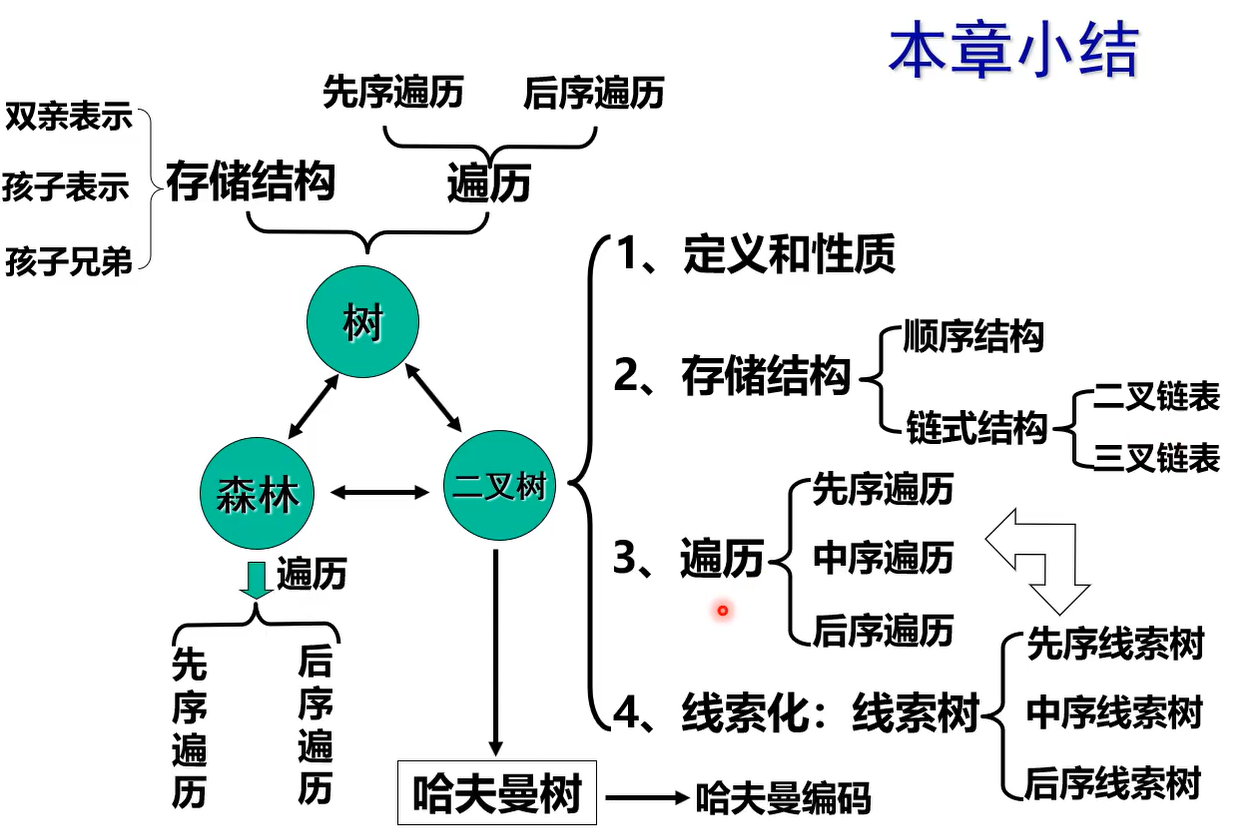 本章小结
先序遍历
后序遍历
双亲表示
孩子表示
孩子兄弟
存储结构
遍历
树
森林
二叉树
遍历
先序遍历
后序遍历
1、定义和性质
2、存储结构
顺序结构
链式结构
二叉链表
三叉链表
3、遍历
先序遍历
中序遍历
后序遍历
4、线索化：线索树
先序线索树
中序线索树
后序线索树
哈夫曼树
哈夫曼编码